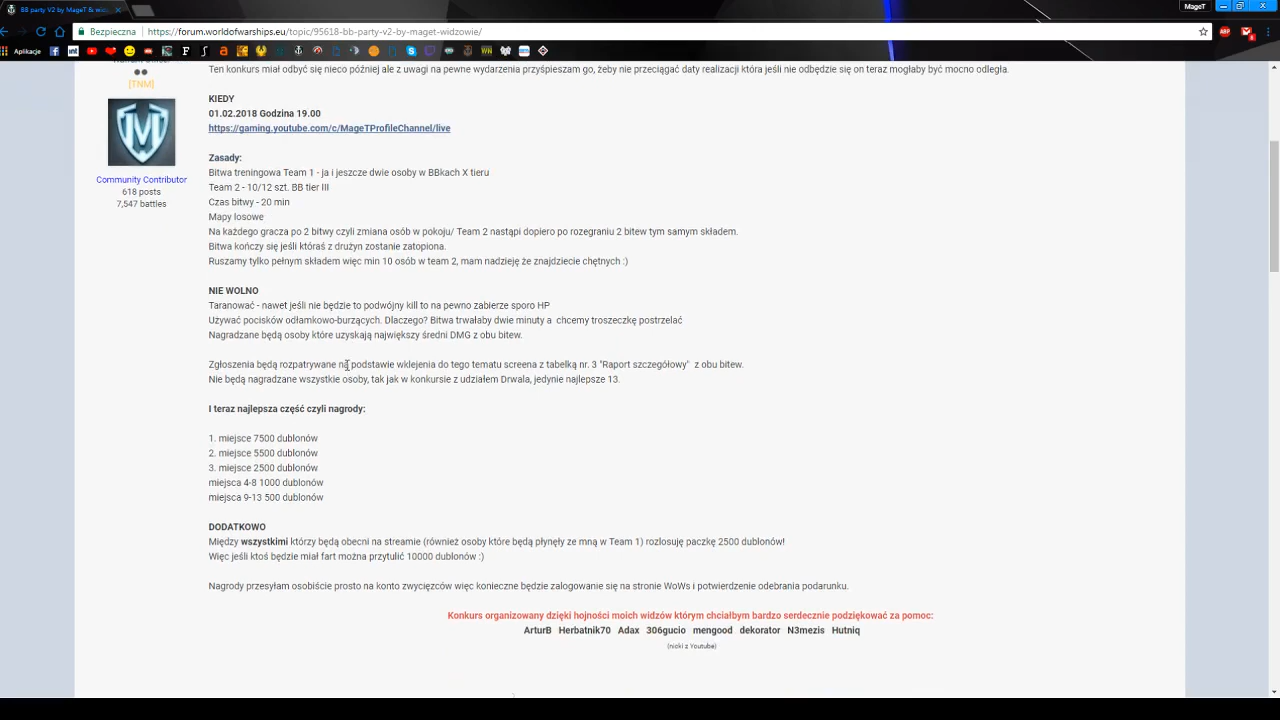 BB party V2 by MageT & widz
MageT
Bezpieczna https://forum.worldofwarships.eu/topic/95618-bb-party-v2-by-maget-widzowie/
Aplikacje
[TNM]
Community Contributor
618 posts
7,547 battles
Ten konkurs miał odbyć się nieco później ale z uwagi na pewne wydarzenia przyśpieszam go, żeby nie przeciągać daty realizacji która jeśli nie odbędzie się on teraz mogłaby być mocno odległa.
KIEDY
01.02.2018 Godzina 19.00
https://gaming.youtube.com/c/MageTProfileChannel/live
Zasady:
Bitwa treningowa Team 1 - ja i jeszcze dwie osoby w BBkach X tieru
Team 2 - 10/12 szt. BB tier III
Czas bitwy - 20 min
Mapy losowe
Na każdego gracza po 2 bitwy czyli zmiana osób w pokoju/ Team 2 nastąpi dopiero po rozegraniu 2 bitew tym samym składem.
Bitwa kończy się jeśli któraś z drużyn zostanie zatopiona.
Ruszamy tylko pełnym składem więc min 10 osób w team 2, mam nadzieję że znajdziecie chętnych :)
NIE WOLNO
Taranować - nawet jeśli nie będzie to podwójny kill to na pewno zabierze sporo HP
Używać pocisków odłamkowo-burzących. Dlaczego? Bitwa trwałaby dwie minuty a chcemy troszeczkę postrzelać
Nagradzane będą osoby które uzyskają największy średni DMG z obu bitew.
Zgłoszenia będą rozpatrywane na podstawie wklejenia do tego tematu screena z tabelką nr. 3 "Raport szczegółowy" z obu bitew.
Nie będą nagradzane wszystkie osoby, tak jak w konkursie z udziałem Drwala, jedynie najlepsze 13.
I teraz najlepsza część czyli nagrody:
1. miejsce 7500 dublonów
2. miejsce 5500 dublonów
3. miejsce 2500 dublonów
miejsca 4-8 1000 dublonów
miejsca 9-13 500 dublonów
DODATKOWO
Między wszystkimi którzy będą obecni na streamie (również osoby które będą płynęły ze mną w Team 1) rozlosuję paczkę 2500 dublonów!
Więc jeśli ktoś będzie miał fart można przytulić 10000 dublonów :)
Nagrody przesyłam osobiście prosto na konto zwycięzców więc konieczne będzie zalogowanie się na stronie WoWs i potwierdzenie odebrania podarunku.
Konkurs organizowany dzięki hojności moich widzów którym chciałbym bardzo serdecznie podziękować za pomoc:
ArturB Herbatnik70 Adax 306gucio mengood dekorator N3mezis Hutniq
(nicki z Youtube)